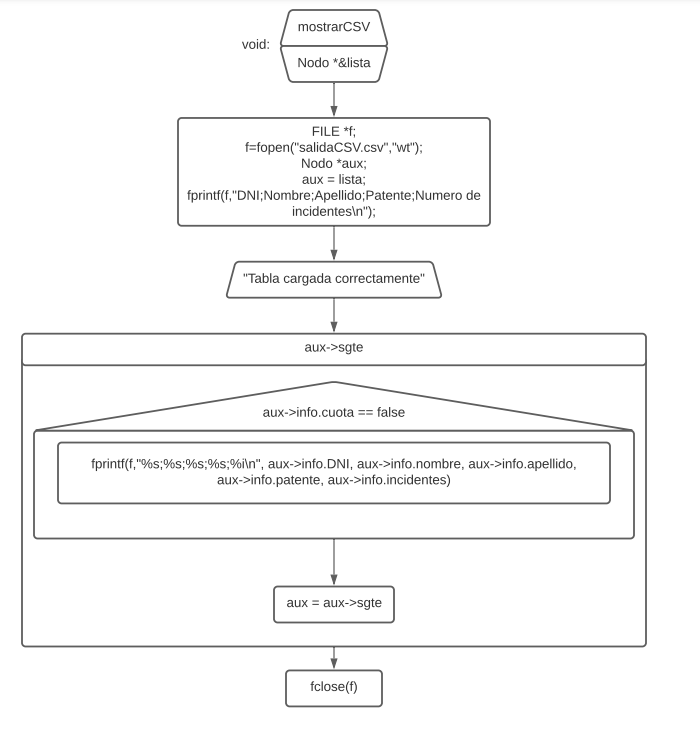 mostrarCSV
void:
Nodo *&lista
FILE *f;
f=fopen("salidaCSV.csv","wt");
Nodo *aux;
aux = lista;
fprintf(f,"DNI;Nombre;Apellido;Patente;Numero de
incidentes\n");
"Tabla cargada correctamente"
aux->sgte
aux->info.cuota == false
fprintf(f,"%s;%s;%s;%s;%i\n", aux->info.DNI, aux->info.nombre, aux->info.apellido,
aux->info.patente, aux->info.incidentes)
aux = aux->sgte
fclose(f)